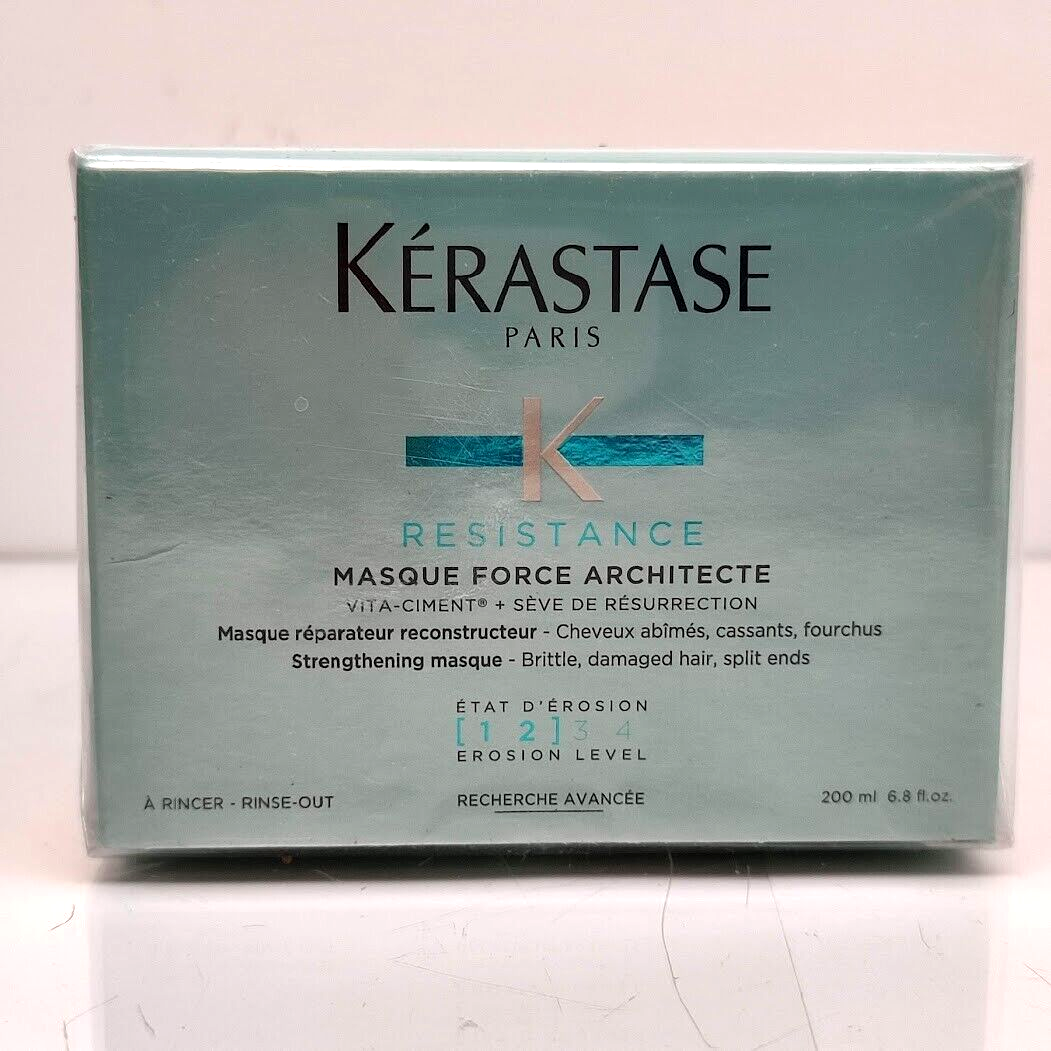 KÉRASTASE
PARIS
K
RESISTANCE
MASQUE FORCE ARCHITECTE
VITA-CIMENT® + SÈVE DE RÉSURRECTION
Masque réparateur reconstructeur - Cheveux abîmés, cassants, fourchus
Strengthening masque - Brittle, damaged hair, split ends
ÉTAT D'ÉROSION
[1 2] 3 4
EROSION LEVEL
À RINCER - RINSE-OUT RECHERCHE AVANCÉE 200 ml 6.8 fl.oz.